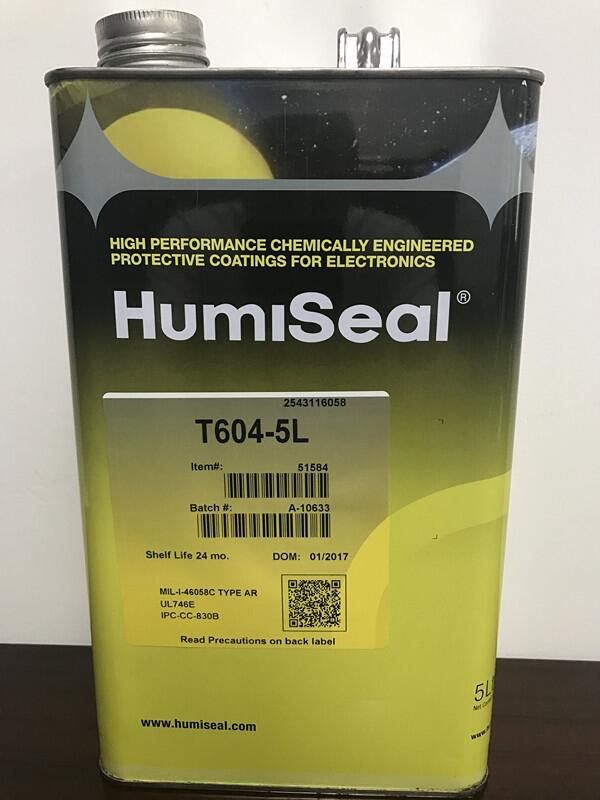 HIGH PERFORMANCE CHEMICALLY ENGINEERED
PROTECTIVE COATINGS FOR ELECTRONICS
HumiSeal®
2543116058
T604-5L
Item#: 51584
Batch #: A-10633
Shelf Life 24 mo. DOM: 01/2017
MIL-I-46058C TYPE AR
UL746E
IPC-CC-830B
Read Precautions on back label
5L
www.humiseal.com